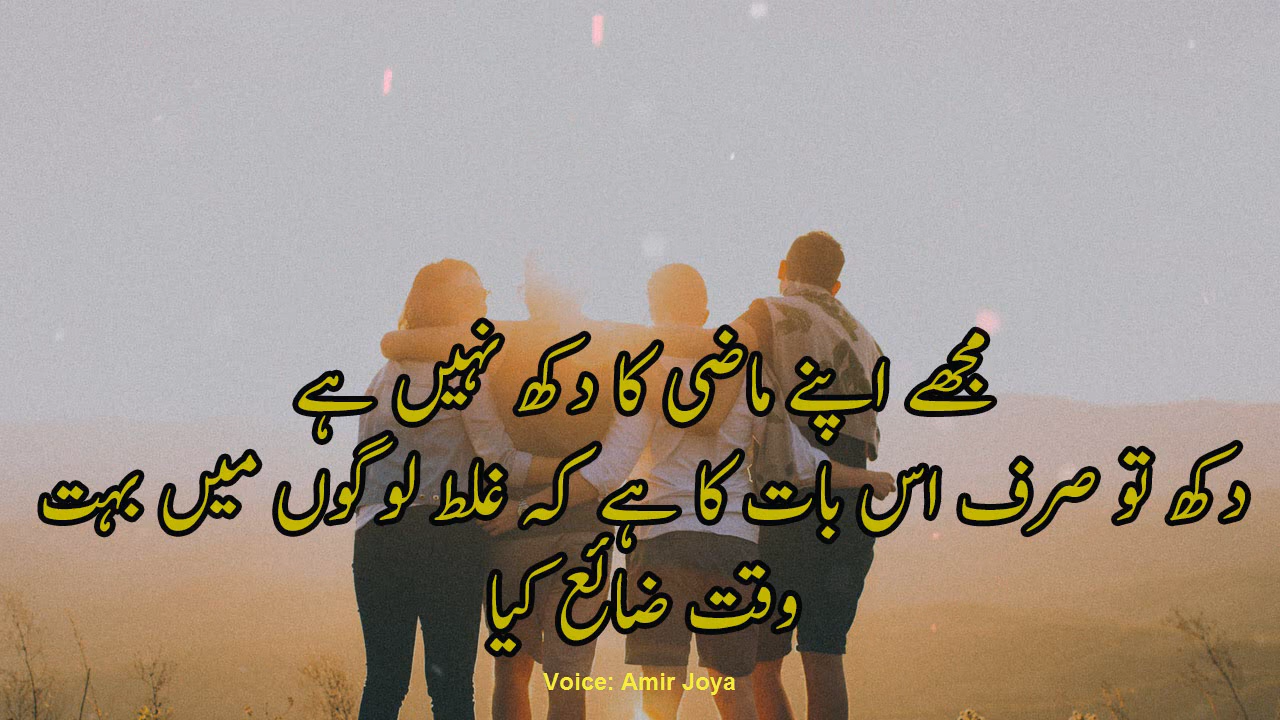 مجھے اپنے ماضی کا دکھ نہیں ہے
دکھ تو صرف اس بات کا ہے کہ غلط لوگوں میں بہت
وقت ضائع کیا
Voice: Amir Joya